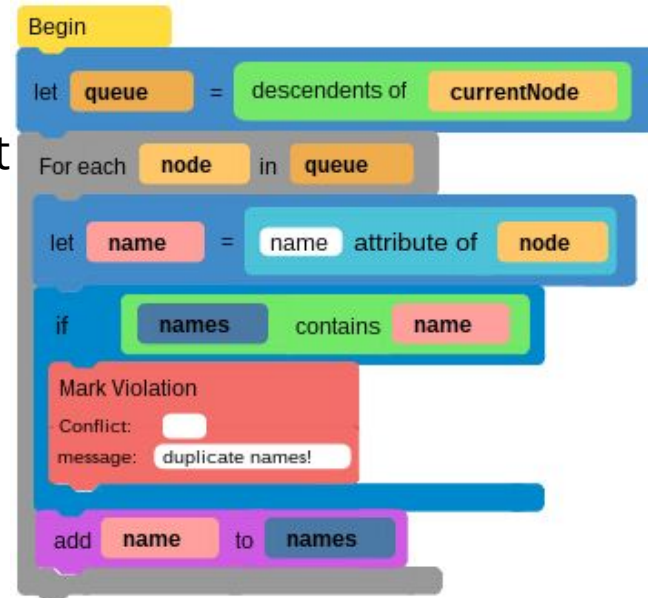 Begin
let queue = descendents of currentNode
t
For each node in queue
let name = name attribute of node
if names contains name
Mark Violation
Conflict:
message: duplicate names!
add name to names